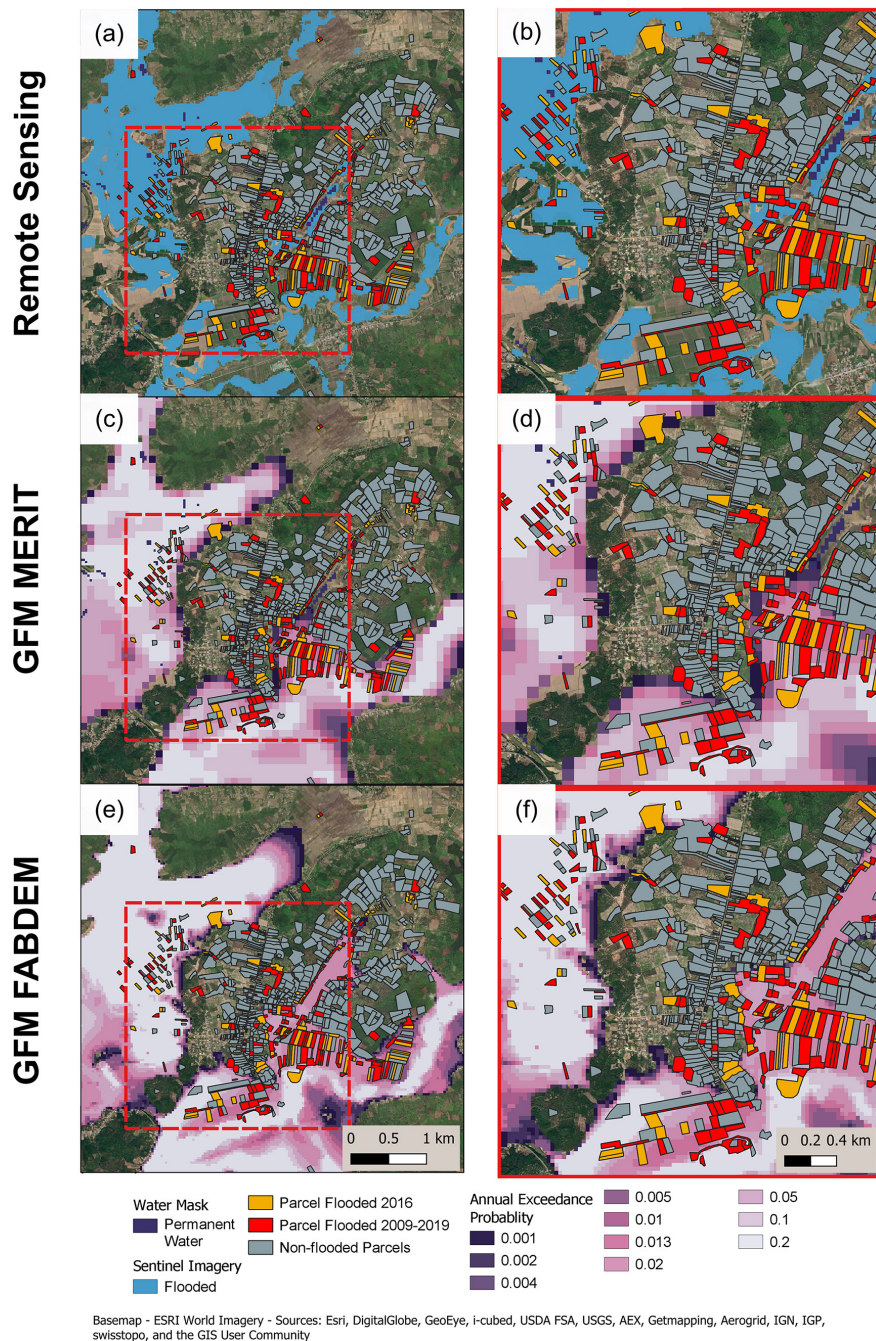 Remote Sensing
(a)
(b)
GFM MERIT
(c)
(d)
GFM FABDEM
(e)
(f)
0 0.5 1 km
0 0.2 0.4 km
Water Mask
Permanent
Water
Sentinel Imagery
Flooded
Parcel Flooded 2016
Parcel Flooded 2009-2019
Non-flooded Parcels
Annual Exceedance
Probablity
0.001
0.002
0.004
0.005
0.01
0.013
0.02
0.05
0.1
0.2
Basemap - ESRI World Imagery - Sources: Esri, DigitalGlobe, GeoEye, i-cubed, USDA FSA, USGS, AEX, Getmapping, Aerogrid, IGN, IGP,
swisstopo, and the GIS User Community